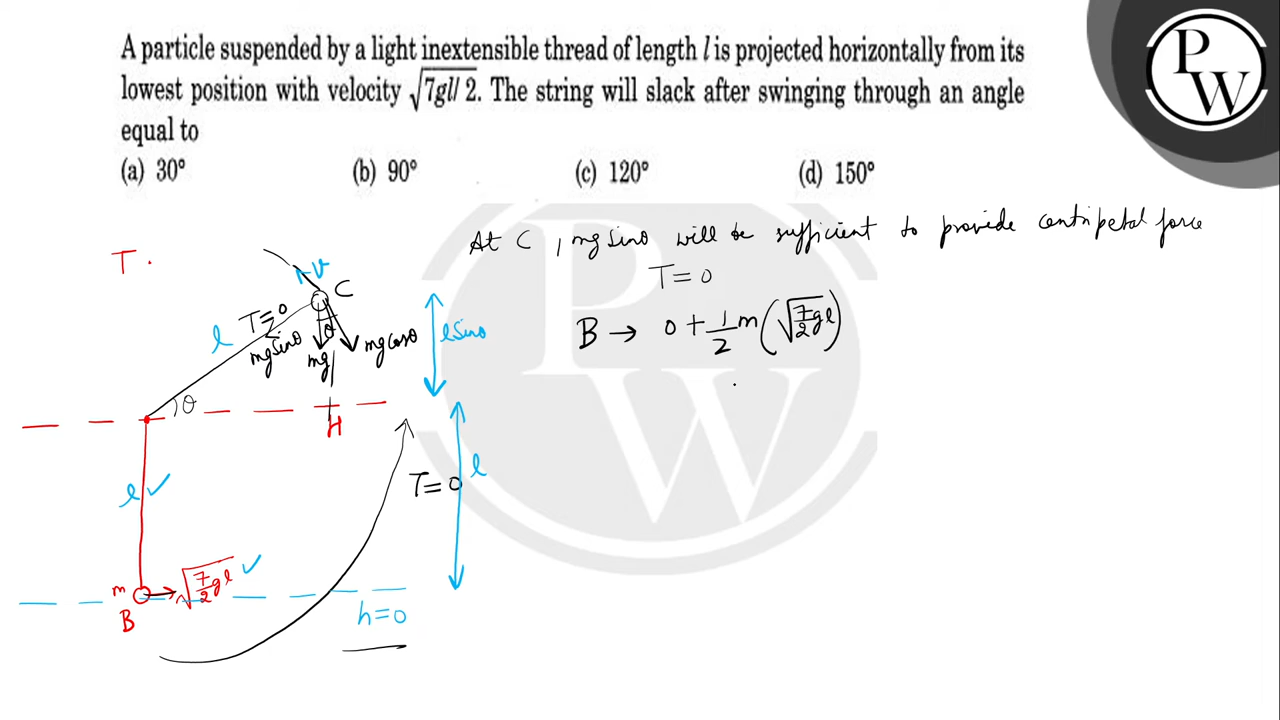 A particle suspended by a light inextensible thread of length l is projected horizontally from its
lowest position with velocity √7gl/ 2. The string will slack after swinging through an angle
equal to
(a) 30°
(b) 90°
(c) 120°
(d) 150°
P
W
At C , mg sinθ will be sufficient to provide centripetal force
T = 0
B → 0 + 1/2 m (√7/2 gl)
T .
v
C
T=0
l
θ
mg sinθ
mg
mg cosθ
l sinθ
θ
H
l ✓
T=0
l
m
√7/2 gl ✓
B
h=0
P
W